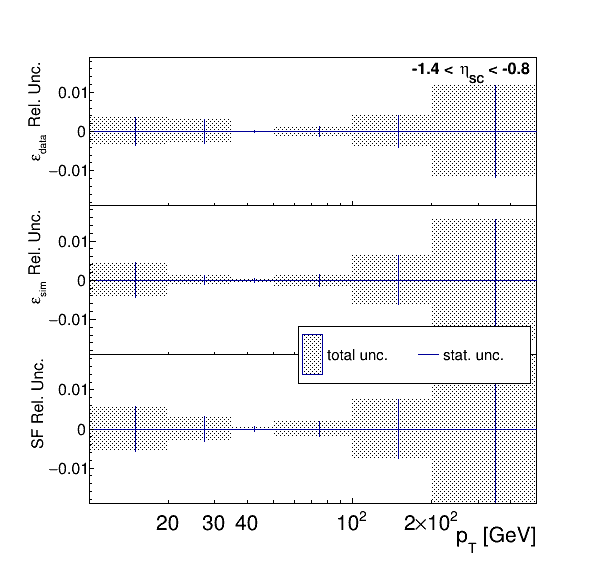 -1.4 < ηSC < -0.8
εdata Rel. Unc.
0.01
0
−0.01
εsim Rel. Unc.
0.01
0
−0.01
total unc.
stat. unc.
SF Rel. Unc.
0.01
0
−0.01
20 30 40 10² 2×10²
pT [GeV]